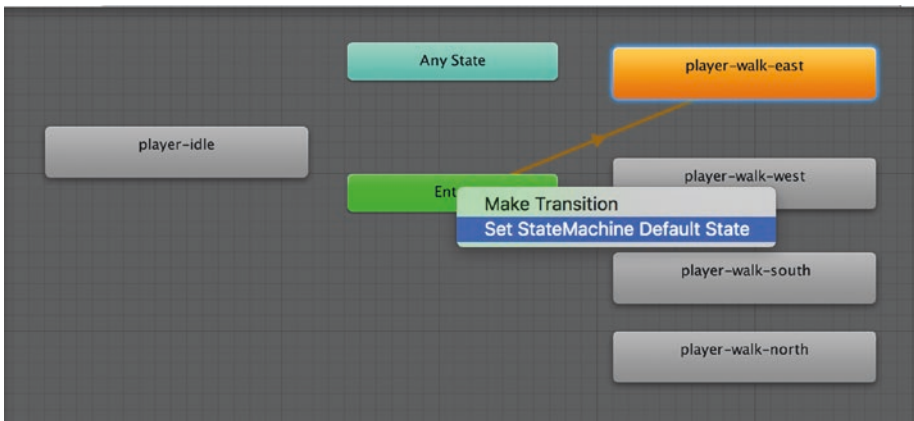 Any State
player-walk-east
player-idle
player-walk-west
Ent
Make Transition
Set StateMachine Default State
player-walk-south
player-walk-north